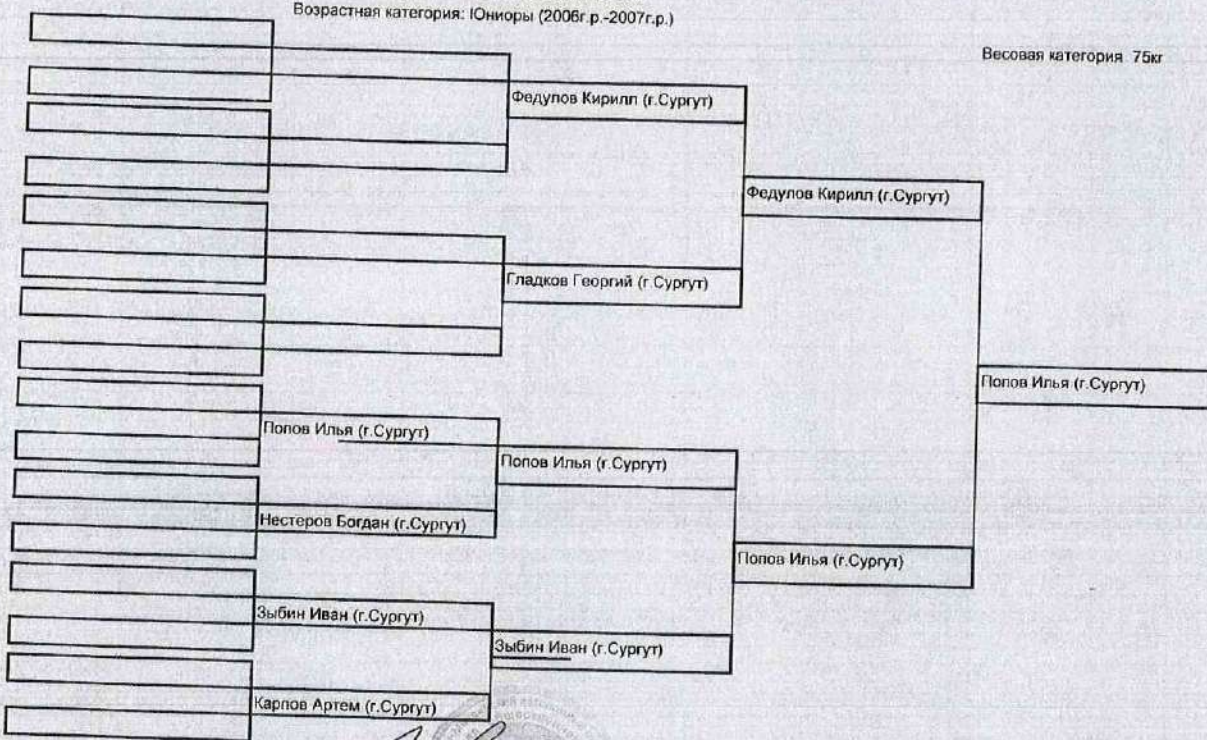 Возрастная категория: Юниоры (2006г.р.-2007г.р.)
Весовая категория 75кг
Федулов Кирилл (г.Сургут)
Федулов Кирилл (г.Сургут)
Гладков Георгий (г.Сургут)
Попов Илья (г.Сургут)
Попов Илья (г.Сургут)
Попов Илья (г.Сургут)
Нестеров Богдан (г.Сургут)
Попов Илья (г.Сургут)
Зыбин Иван (г.Сургут)
Зыбин Иван (г.Сургут)
Карпов Артем (г.Сургут)